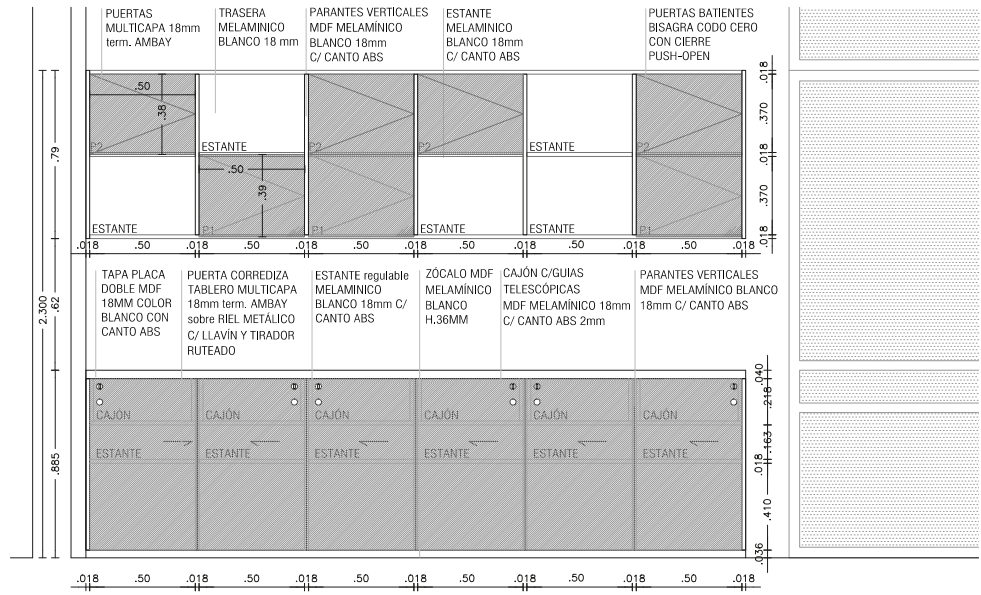 PUERTAS
MULTICAPA 18mm
term. AMBAY
TRASERA
MELAMINICO
BLANCO 18 mm
PARANTES VERTICALES
MDF MELAMÍNICO
BLANCO 18mm
C/ CANTO ABS
ESTANTE
MELAMINICO
BLANCO 18mm
C/ CANTO ABS
PUERTAS BATIENTES
BISAGRA CODO CERO
CON CIERRE
PUSH-OPEN
.50
.38
P2
ESTANTE
P2
P2
ESTANTE
P2
.50
.39
ESTANTE
P1
P1
ESTANTE
ESTANTE
P1
.018
.370
.018
.370
.018
.79
.62
2.300
.885
.018 .50 .018 .50 .018 .50 .018 .50 .018 .50 .018 .50 .018
TAPA PLACA
DOBLE MDF
18MM COLOR
BLANCO CON
CANTO ABS
PUERTA CORREDIZA
TABLERO MULTICAPA
18mm term. AMBAY
sobre RIEL METÁLICO
C/ LLAVÍN Y TIRADOR
RUTEADO
ESTANTE regulable
MELAMINICO
BLANCO 18mm C/
CANTO ABS
ZÓCALO MDF
MELAMÍNICO
BLANCO
H.36MM
CAJÓN C/GUIAS
TELESCÓPICAS
MDF MELAMÍNICO 18mm
C/ CANTO ABS 2mm
PARANTES VERTICALES
MDF MELAMÍNICO BLANCO
18mm C/ CANTO ABS
CAJÓN CAJÓN CAJÓN CAJÓN CAJÓN CAJÓN
ESTANTE ESTANTE ESTANTE ESTANTE ESTANTE ESTANTE
.040
.218
.163
.018
.410
.036
.018 .50 .018 .50 .018 .50 .018 .50 .018 .50 .018 .50 .018